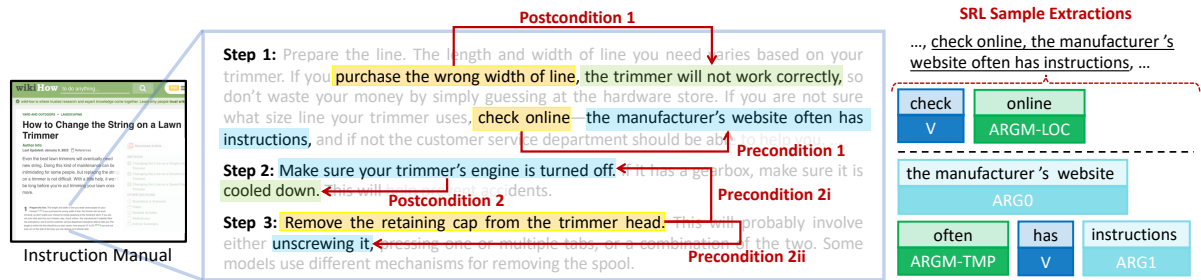 Postcondition 1
Step 1: Prepare the line. The length and width of line you need varies based on your
trimmer. If you purchase the wrong width of line, the trimmer will not work correctly, so
don't waste your money by simply guessing at the hardware store. If you are not sure
what size line your trimmer uses, check online—the manufacturer's website often has
instructions, and if not the customer service department should be able to help you.
Precondition 1
Step 2: Make sure your trimmer's engine is turned off. If it has a gearbox, make sure it is
cooled down. This will help prevent accidents.
Postcondition 2
Precondition 2i
Step 3: Remove the retaining cap from the trimmer head. This will probably involve
either unscrewing it, pressing one or multiple tabs, or a combination of the two. Some
models use different mechanisms for removing the spool.
Precondition 2ii
wikiHow to do anything...
How to Change the String on a Lawn
Trimmer
Instruction Manual
SRL Sample Extractions
..., check online, the manufacturer 's
website often has instructions, ...
check online
V ARGM-LOC
the manufacturer 's website
ARG0
often has instructions
ARGM-TMP V ARG1